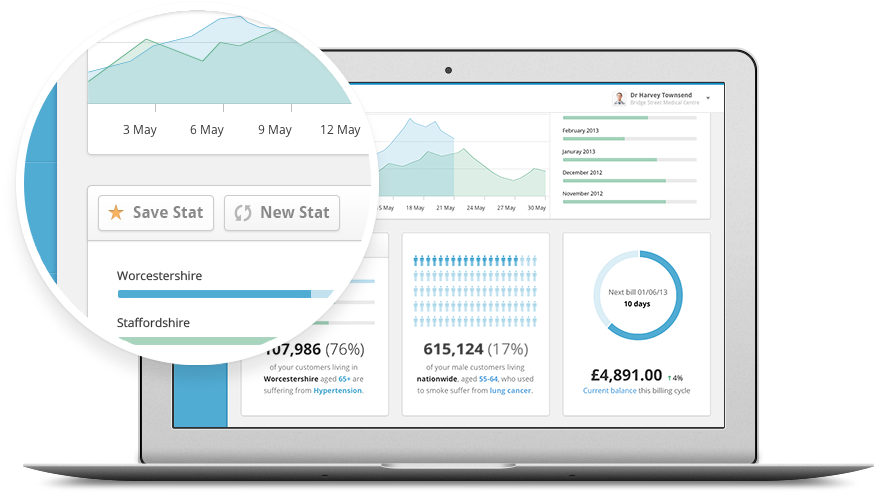 Dr Harvey Townsend
Bridge Street Medical Centre
3 May
6 May
9 May
12 May
15 May
18 May
21 May
24 May
27 May
30 May
February 2013
Januray 2013
December 2012
November 2012
Save Stat
New Stat
Worcestershire
Staffordshire
107,986 (76%)
of your customers living in
Worcestershire aged 65+ are
suffering from Hypertension.
615,124 (17%)
of your male customers living
nationwide, aged 55-64, who used
to smoke suffer from lung cancer.
Next bill 01/06/13
10 days
£4,891.00 ↑ 4%
Current balance this billing cycle